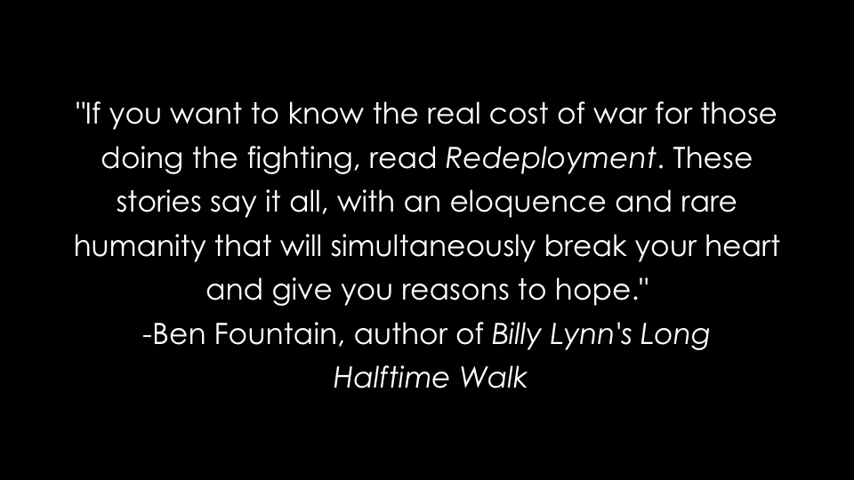 "If you want to know the real cost of war for those
doing the fighting, read Redeployment. These
stories say it all, with an eloquence and rare
humanity that will simultaneously break your heart
and give you reasons to hope."
-Ben Fountain, author of Billy Lynn's Long
Halftime Walk